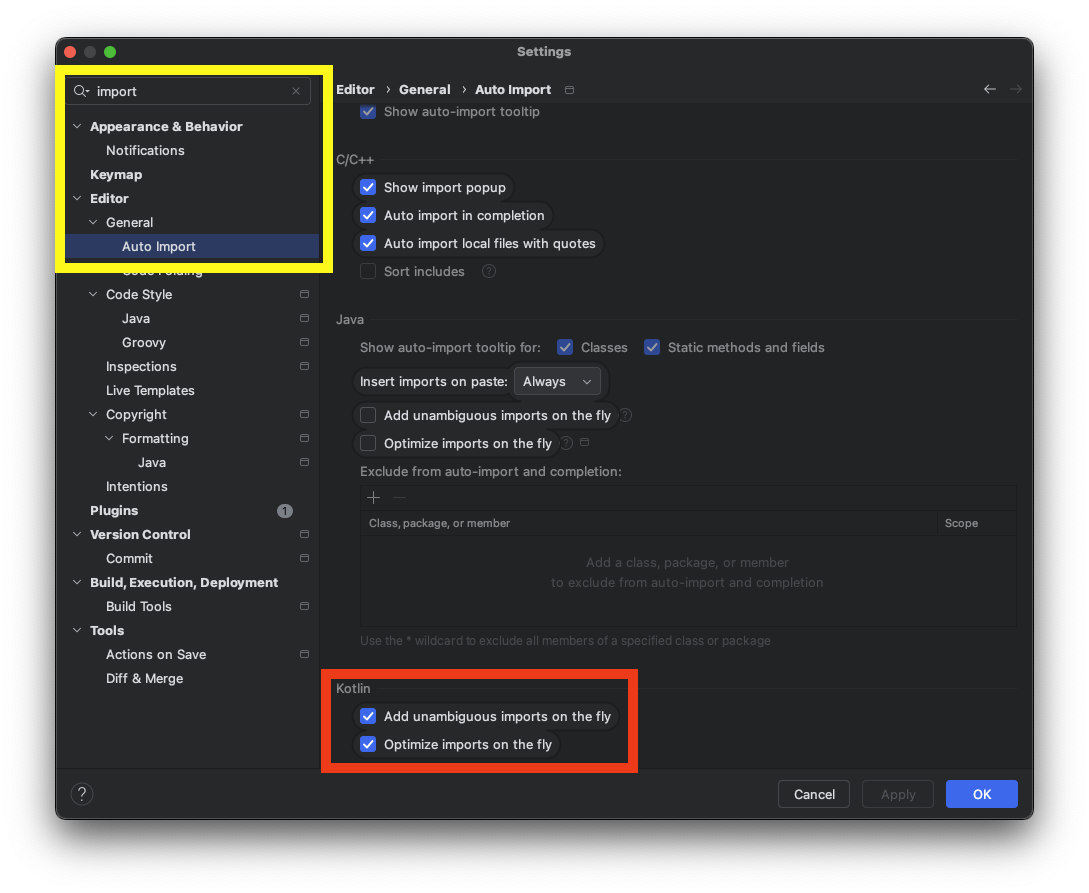 Settings
import
Appearance & Behavior
Notifications
Keymap
Editor
General
Auto Import
Code Folding
Code Style
Java
Groovy
Inspections
Live Templates
Copyright
Formatting
Java
Intentions
Plugins 1
Version Control
Commit
Build, Execution, Deployment
Build Tools
Tools
Actions on Save
Diff & Merge
Editor › General › Auto Import
Show auto-import tooltip
C/C++
Show import popup
Auto import in completion
Auto import local files with quotes
Sort includes ?
Java
Show auto-import tooltip for: Classes Static methods and fields
Insert imports on paste: Always
Add unambiguous imports on the fly ?
Optimize imports on the fly ?
Exclude from auto-import and completion:
Class, package, or member Scope
Add a class, package, or member
to exclude from auto-import and completion
Use the * wildcard to exclude all members of a specified class or package
Kotlin
Add unambiguous imports on the fly
Optimize imports on the fly
? Cancel Apply OK